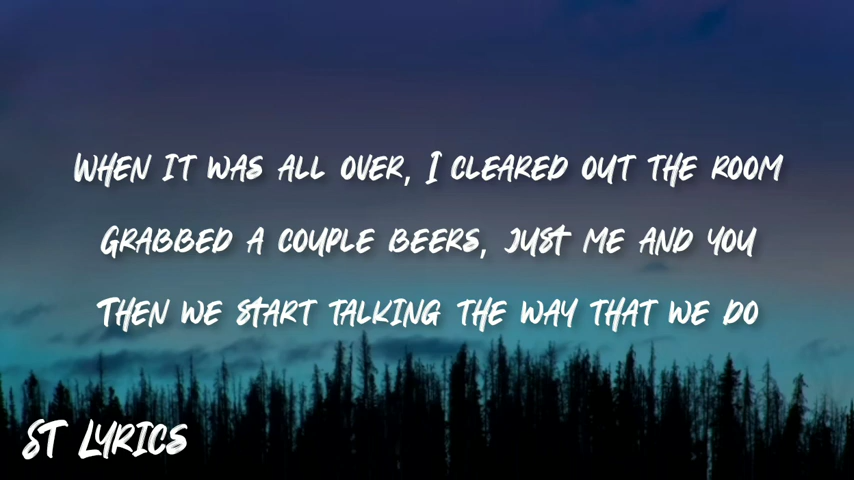 WHEN IT WAS ALL OVER, I CLEARED OUT THE ROOM
GRABBED A COUPLE BEERS, JUST ME AND YOU
THEN WE START TALKING THE WAY THAT WE DO
ST LYRICS